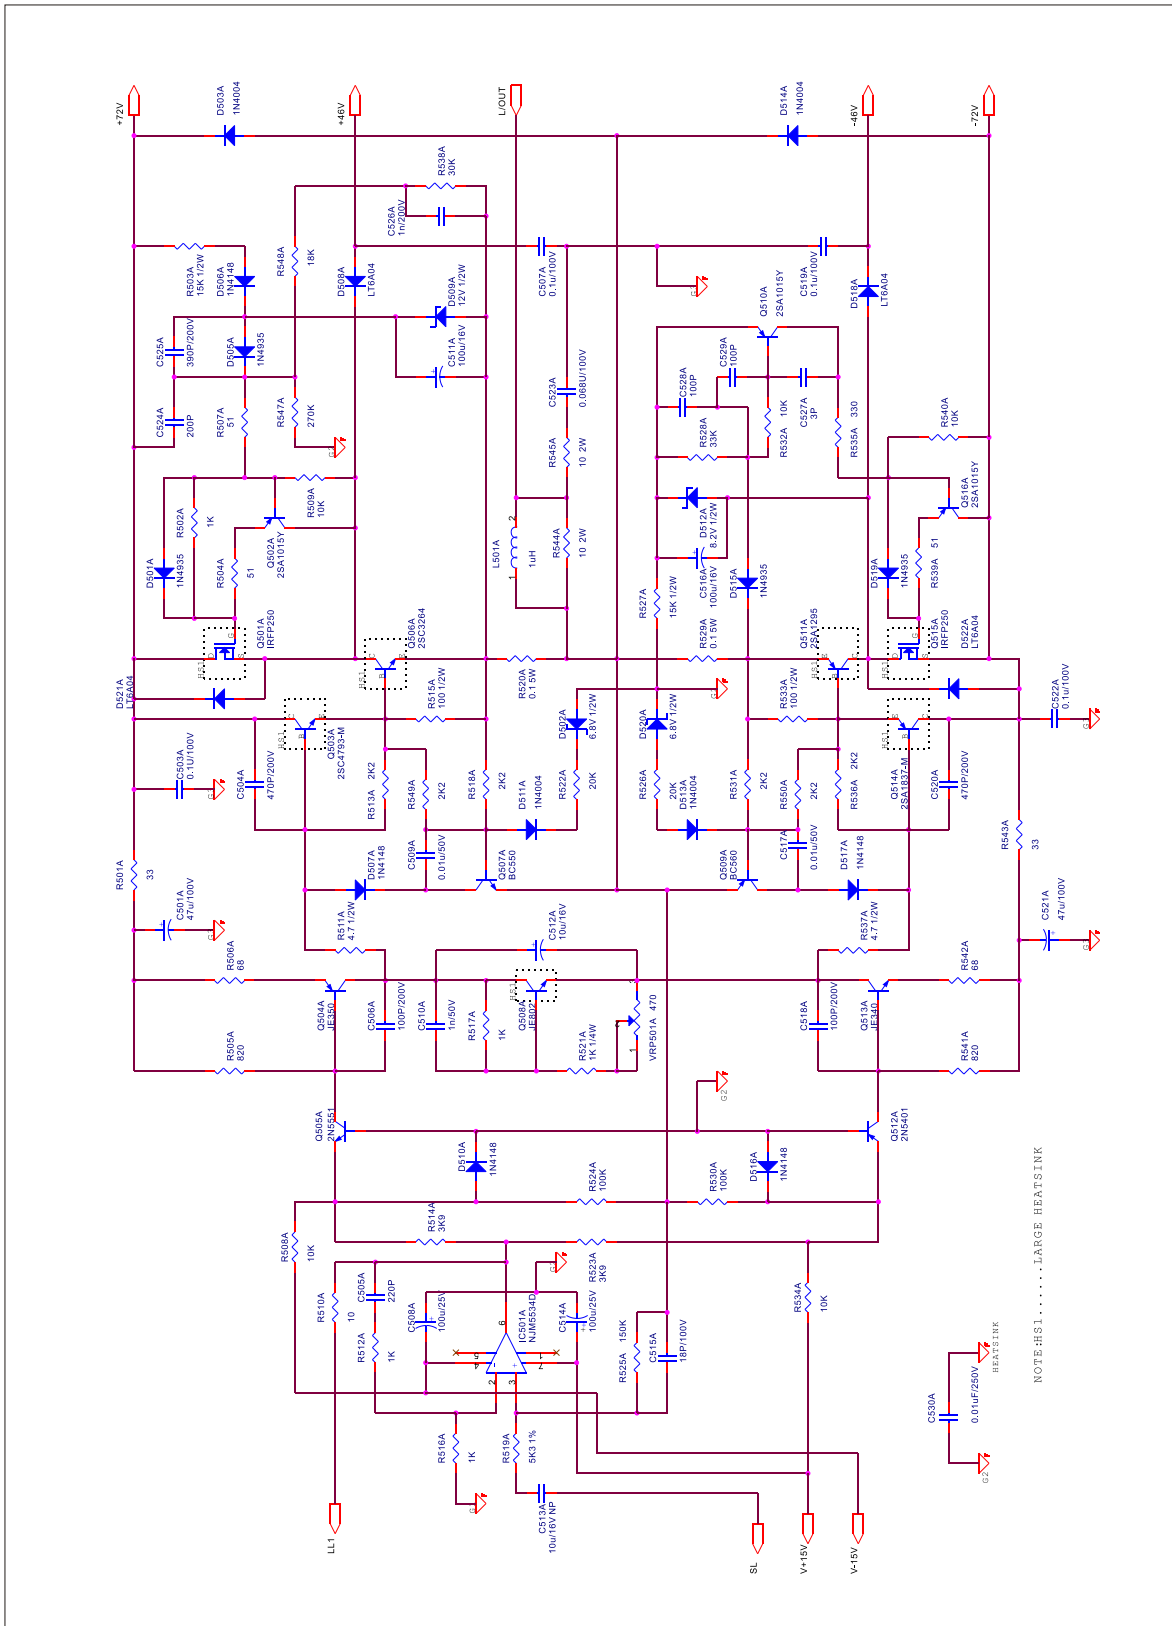 +72V
D503A
1N4004
+46V
L/OUT
D514A
1N4004
-46V
-72V
R538A
30K
C526A
1n/200V
R503A
15K 1/2W
D506A
1N4148
R548A
18K
D508A
LT6A04
D509A
12V 1/2W
C511A
100u/16V
C507A
0.1u/100V
C519A
0.1u/100V
D518A
LT6A04
Q510A
2SA1015Y
C525A
390P/200V
D505A
1N4935
C524A
200P
R507A
51
R547A
270K
C523A
0.068U/100V
C529A
100P
C528A
100P
C527A
3P
R532A
10K
R535A
330
R540A
10K
R545A
10 2W
R528A
33K
R502A
1K
R509A
10K
Q502A
2SA1015Y
R504A
51
D501A
1N4935
L501A
1uH
1
2
R544A
10 2W
D512A
8.2V 1/2W
C516A
100u/16V
D515A
1N4935
Q516A
2SA1015Y
R539A
51
D519A
1N4935
R527A
15K 1/2W
R529A
0.1 5W
Q501A
IRFP250
Q506A
2SC3264
Q511A
2SA1295
Q515A
IRFP250
D522A
LT6A04
HS1
D521A
LT6A04
R520A
0.1 5W
R515A
100 1/2W
R533A
100 1/2W
C522A
0.1u/100V
Q503A
2SC4793-M
D502A
6.8V 1/2W
D520A
6.8V 1/2W
Q514A
2SA1837-M
C503A
0.1U/100V
C504A
470P/200V
R513A
2K2
R549A
2K2
R518A
2K2
D511A
1N4004
R522A
20K
R526A
20K
D513A
1N4004
R531A
2K2
R550A
2K2
R536A
2K2
C520A
470P/200V
R543A
33
R501A
33
C501A
47u/100V
D507A
1N4148
C509A
0.01u/50V
Q507A
BC550
Q509A
BC560
C517A
0.01u/50V
D517A
1N4148
C521A
47u/100V
R506A
68
R511A
4.7 1/2W
C512A
10u/16V
R537A
4.7 1/2W
R542A
68
Q504A
JE350
C506A
100P/200V
C510A
1n/50V
R517A
1K
Q508A
JE802
R521A
1K 1/4W
VRP501A 470
C518A
100P/200V
Q513A
JE340
R505A
820
R541A
820
Q505A
2N5551
D510A
1N4148
G2
D516A
1N4148
Q512A
2N5401
R524A
100K
R530A
100K
R514A
3K9
R508A
10K
R523A
3K9
R510A
10
C505A
220P
R512A
1K
C508A
100u/25V
IC501A
NJM5534D
C514A
100u/25V
2
3
4
5
6
7
1
R525A
150K
C515A
18P/100V
R534A
10K
R516A
1K
R519A
5K3 1%
C513A
10u/16V NP
C530A
0.01uF/250V
G2
HEATSINK
LL1
SL
V+15V
V-15V
NOTE:HS1......LARGE HEATSINK